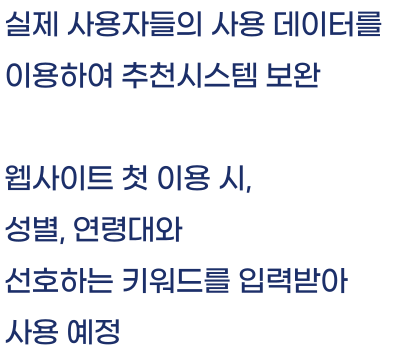 실제 사용자들의 사용 데이터를
이용하여 추천시스템 보완
웹사이트 첫 이용 시,
성별, 연령대와
선호하는 키워드를 입력받아
사용 예정